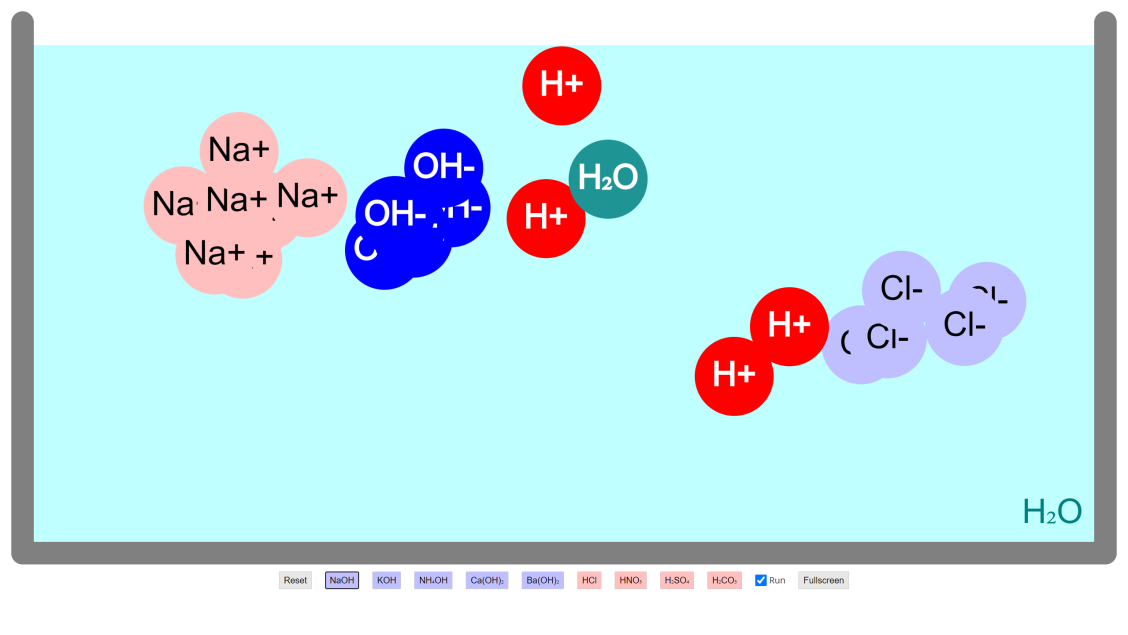 H+
Na+
OH-
H₂O
Na+
Na+
OH-
H+
Na+
Cl-
Cl-
H+
Cl-
H+
H₂O
Reset NaOH KOH NH₄OH Ca(OH)₂ Ba(OH)₂ HCl HNO₃ H₂SO₄ H₂CO₃ Run Fullscreen